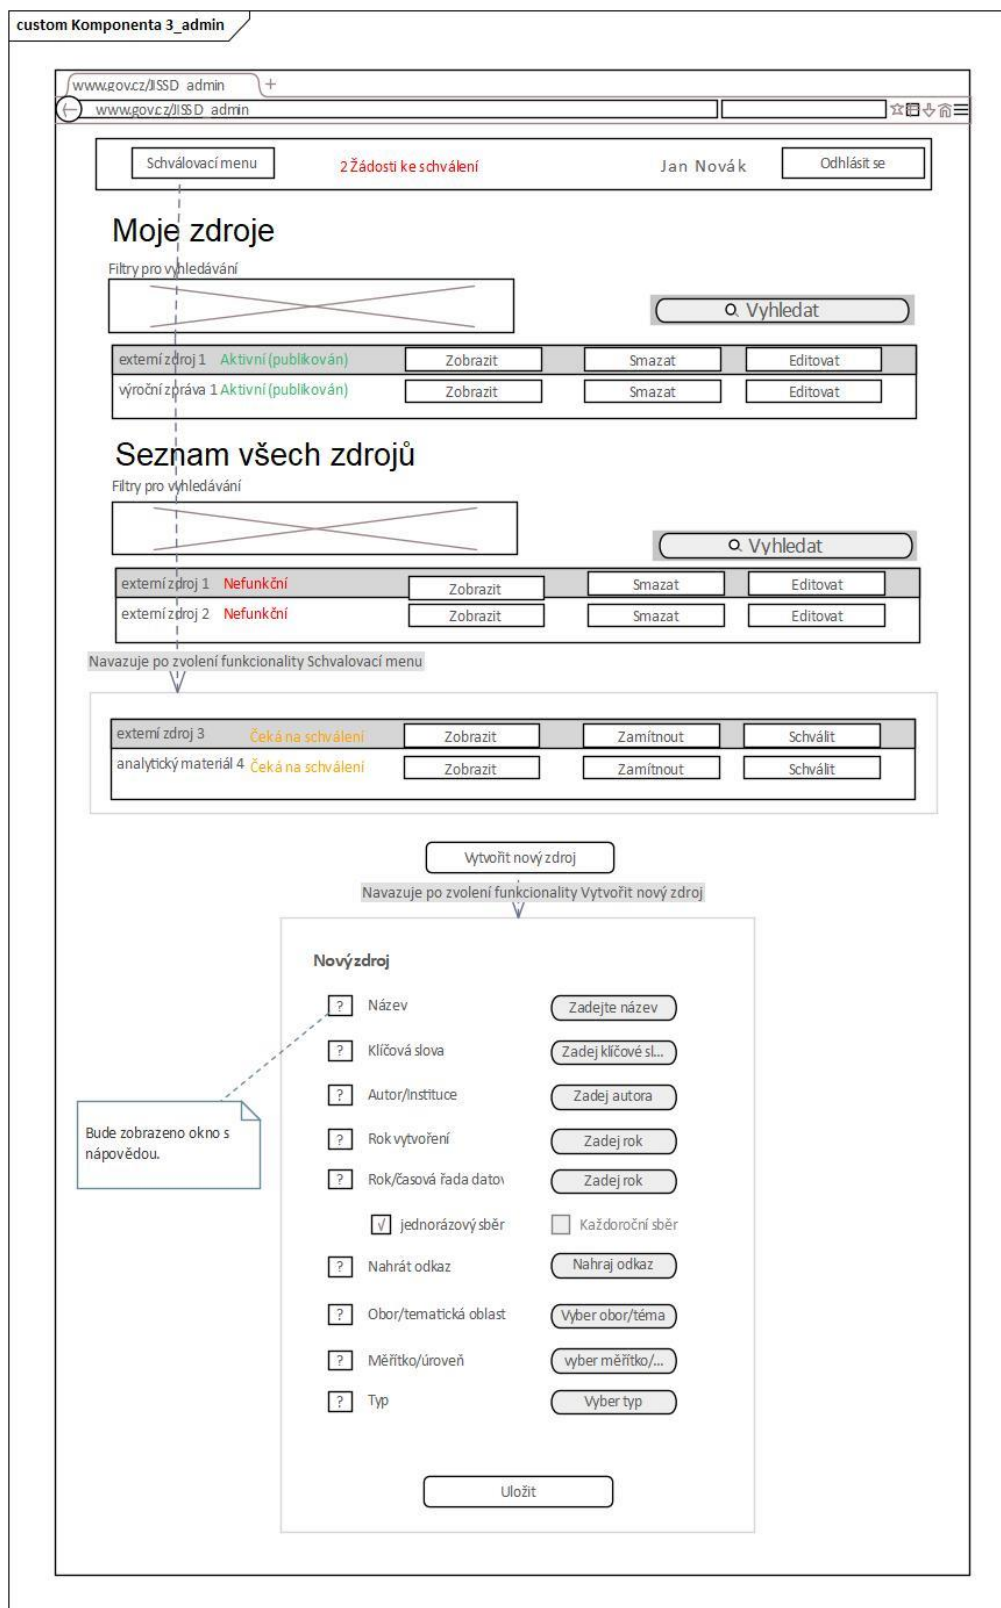 custom Komponenta 3_admin
www.gov.cz/JISSD_admin
www.gov.cz/JISSD_admin
Schválovací menu 2 Žádosti ke schválení Jan Novák Odhlásit se
Moje zdroje
Filtry pro vyhledávání
Vyhledat
externí zdroj 1 Aktivní (publikován) Zobrazit Smazat Editovat
výroční zpráva 1 Aktivní (publikován) Zobrazit Smazat Editovat
Seznam všech zdrojů
Filtry pro vyhledávání
Vyhledat
externí zdroj 1 Nefunkční Zobrazit Smazat Editovat
externí zdroj 2 Nefunkční Zobrazit Smazat Editovat
Navazuje po zvolení funkcionality Schvalovací menu
externí zdroj 3 Čeká na schválení Zobrazit Zamítnout Schválit
analytický materiál 4 Čeká na schválení Zobrazit Zamítnout Schválit
Vytvořit nový zdroj
Navazuje po zvolení funkcionality Vytvořit nový zdroj
Nový zdroj
? Název Zadejte název
? Klíčová slova Zadej klíčové sl...
? Autor/Instituce Zadej autora
Bude zobrazeno okno s
nápovědou.
? Rok vytvoření Zadej rok
? Rok/časová řada datov Zadej rok
√ jednorázový sběr Každoroční sběr
? Nahrát odkaz Nahraj odkaz
? Obor/tematická oblast Vyber obor/téma
? Měřítko/úroveň vyber měřítko/...
? Typ Vyber typ
Uložit